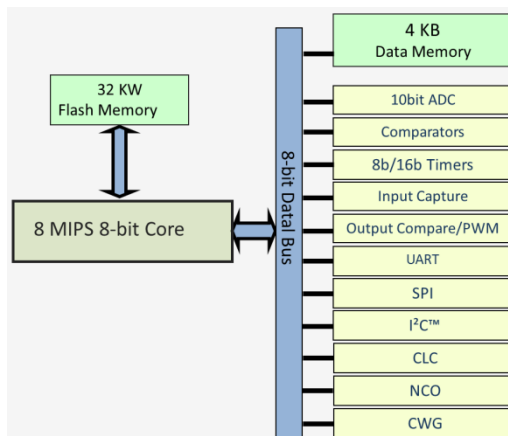 4 KB
Data Memory
32 KW
Flash Memory
10bit ADC
Comparators
8b/16b Timers
Input Capture
8 MIPS 8-bit Core
8-bit Datal Bus
Output Compare/PWM
UART
SPI
I²C™
CLC
NCO
CWG